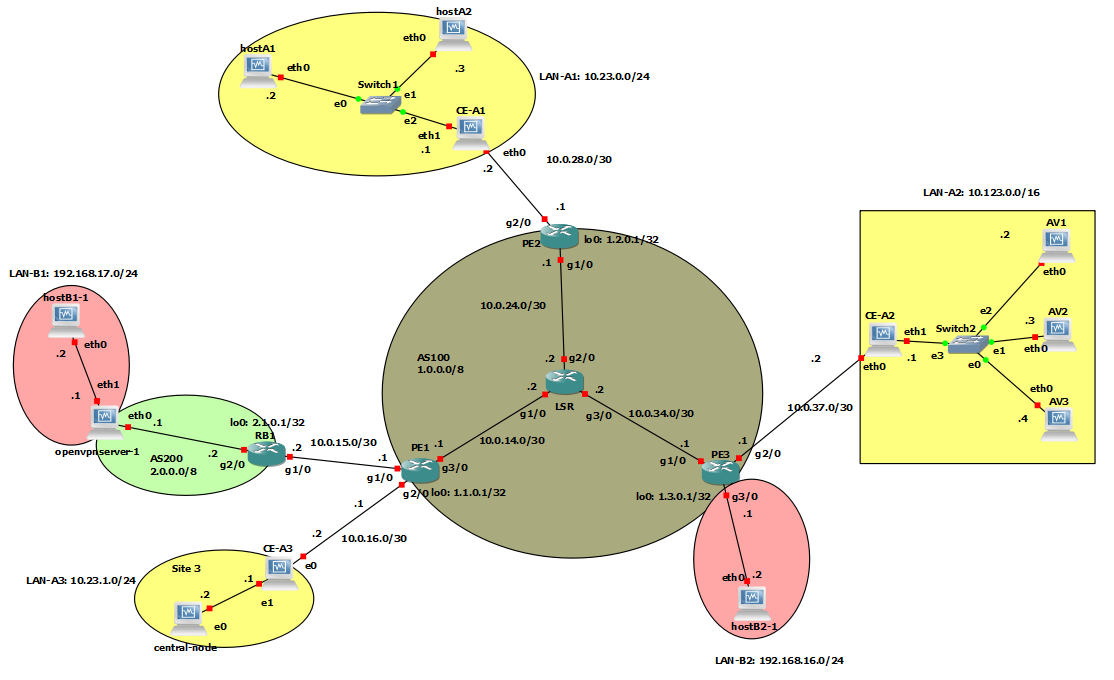 hostA2
hostA1
eth0
eth0
.3
.2
Switch1
e0
e1
e2
CE-A1
eth1
.1
eth0
LAN-A1: 10.23.0.0/24
.2
10.0.28.0/30
.1
g2/0
PE2
lo0: 1.2.0.1/32
.1
g1/0
10.0.24.0/30
.2
g2/0
AS100
1.0.0.0/8
LSR
.2
g1/0
.2
g3/0
10.0.14.0/30
10.0.34.0/30
LAN-A2: 10.123.0.0/16
AV1
.2
eth0
CE-A2
eth1
.1
eth0
.2
e3
Switch2
e2
e1
e0
.3
AV2
eth0
eth0
.4
AV3
10.0.37.0/30
.1
g2/0
PE3
.1
g1/0
lo0: 1.3.0.1/32
g3/0
.1
eth0
.2
hostB2-1
LAN-B2: 192.168.16.0/24
LAN-B1: 192.168.17.0/24
hostB1-1
.2
eth0
eth1
.1
eth0
.1
openvpnserver-1
AS200
2.0.0.0/8
lo0: 2.1.0.1/32
RB1
.2
g2/0
.2
g1/0
10.0.15.0/30
.1
g1/0
PE1
.1
g3/0
g2/0
lo0: 1.1.0.1/32
.1
10.0.16.0/30
.2
e0
CE-A3
LAN-A3: 10.23.1.0/24
Site 3
.1
e1
.2
e0
central-node